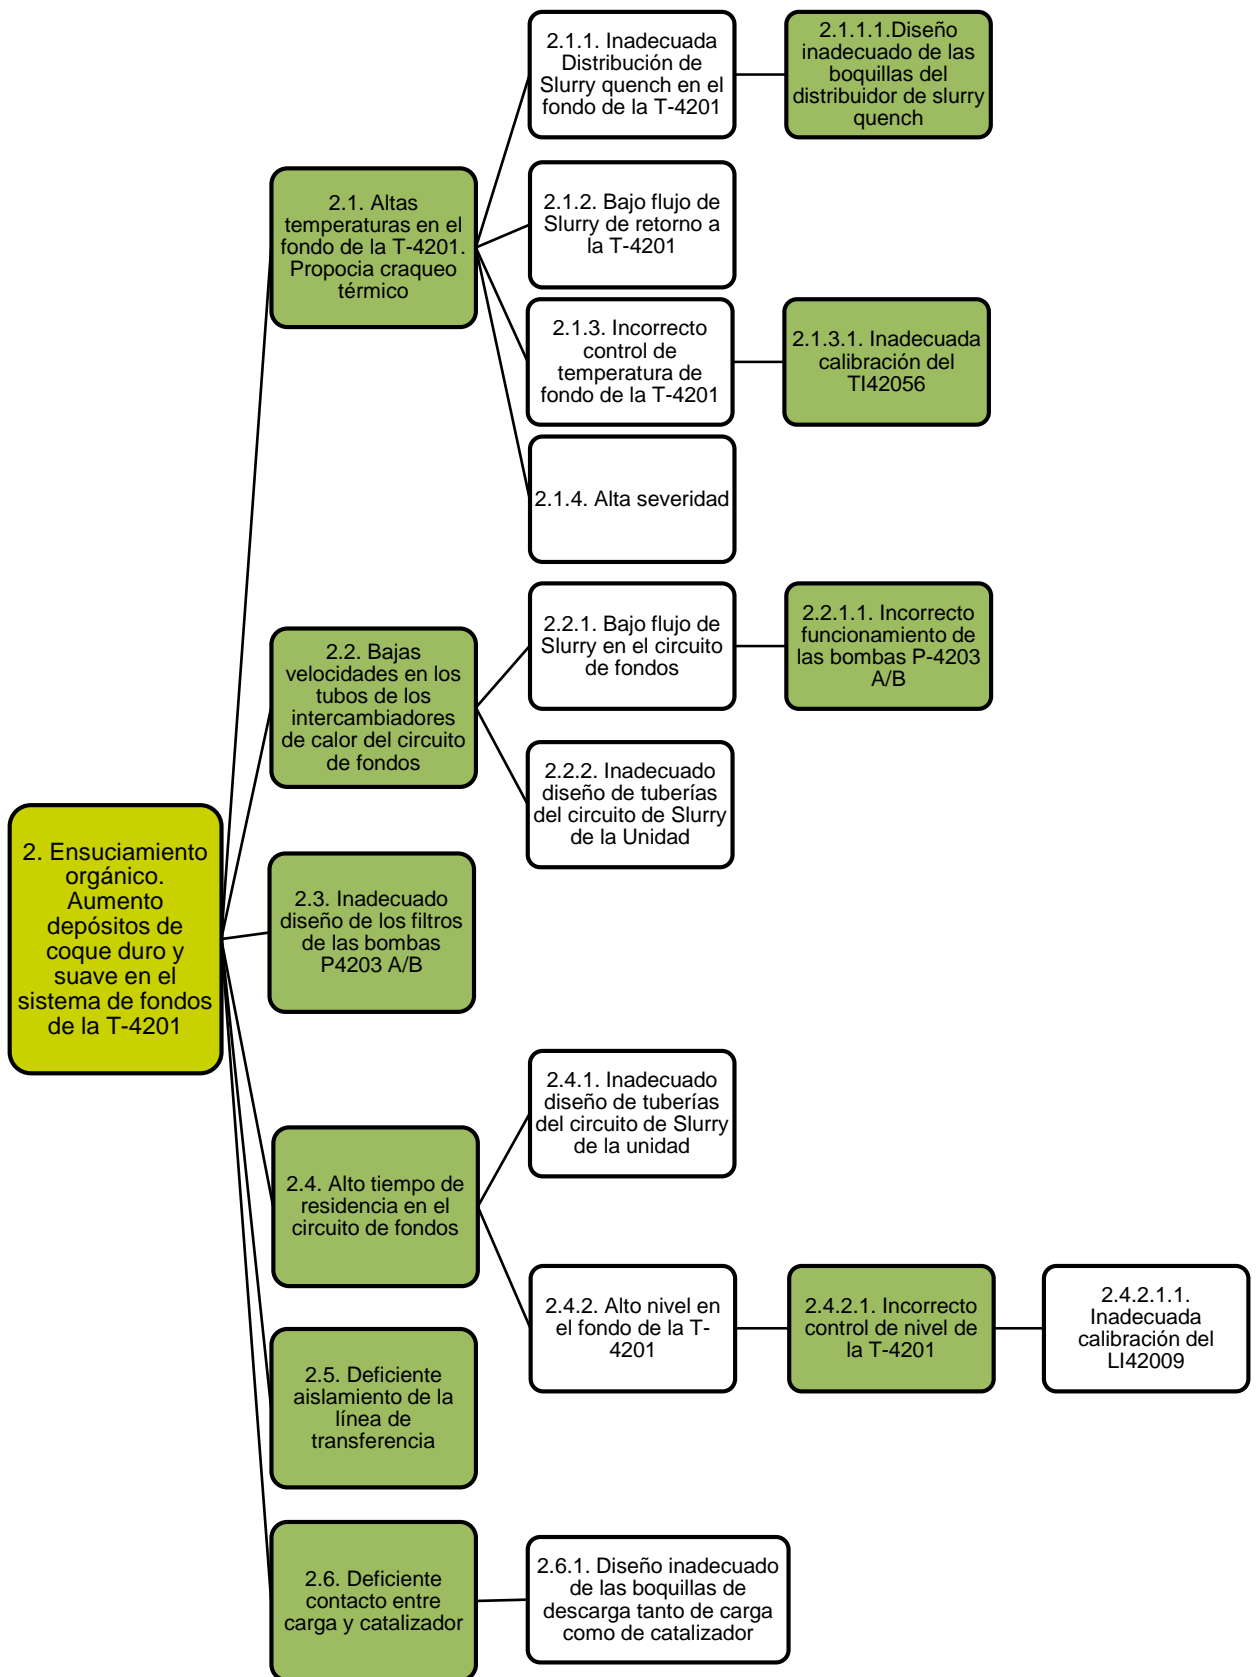 2.1.1. Inadecuada
Distribución de
Slurry quench en el
fondo de la T-4201
2.1.1.1.Diseño
inadecuado de las
boquillas del
distribuidor de slurry
quench
2.1. Altas
temperaturas en el
fondo de la T-4201.
Propocia craqueo
térmico
2.1.2. Bajo flujo de
Slurry de retorno a
la T-4201
2.1.3. Incorrecto
control de
temperatura de
fondo de la T-4201
2.1.3.1. Inadecuada
calibración del
TI42056
2.1.4. Alta severidad
2.2. Bajas
velocidades en los
tubos de los
intercambiadores
de calor del circuito
de fondos
2.2.1. Bajo flujo de
Slurry en el circuito
de fondos
2.2.1.1. Incorrecto
funcionamiento de
las bombas P-4203
A/B
2.2.2. Inadecuado
diseño de tuberías
del circuito de Slurry
de la Unidad
2. Ensuciamiento
orgánico.
Aumento
depósitos de
coque duro y
suave en el
sistema de fondos
de la T-4201
2.3. Inadecuado
diseño de los filtros
de las bombas
P4203 A/B
2.4. Alto tiempo de
residencia en el
circuito de fondos
2.4.1. Inadecuado
diseño de tuberías
del circuito de Slurry
de la unidad
2.4.2. Alto nivel en
el fondo de la T-
4201
2.4.2.1. Incorrecto
control de nivel de
la T-4201
2.4.2.1.1.
Inadecuada
calibración del
LI42009
2.5. Deficiente
aislamiento de la
línea de
transferencia
2.6. Deficiente
contacto entre
carga y catalizador
2.6.1. Diseño inadecuado
de las boquillas de
descarga tanto de carga
como de catalizador